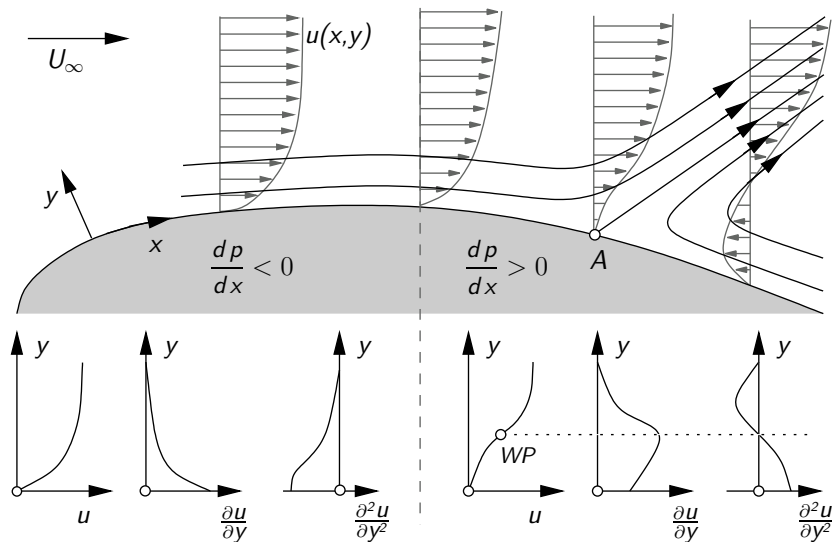 u(x,y)
U∞
y
x
dp/dx < 0
dp/dx > 0
A
y y y y y y
WP
u ∂u/∂y ∂²u/∂y² u ∂u/∂y ∂²u/∂y²